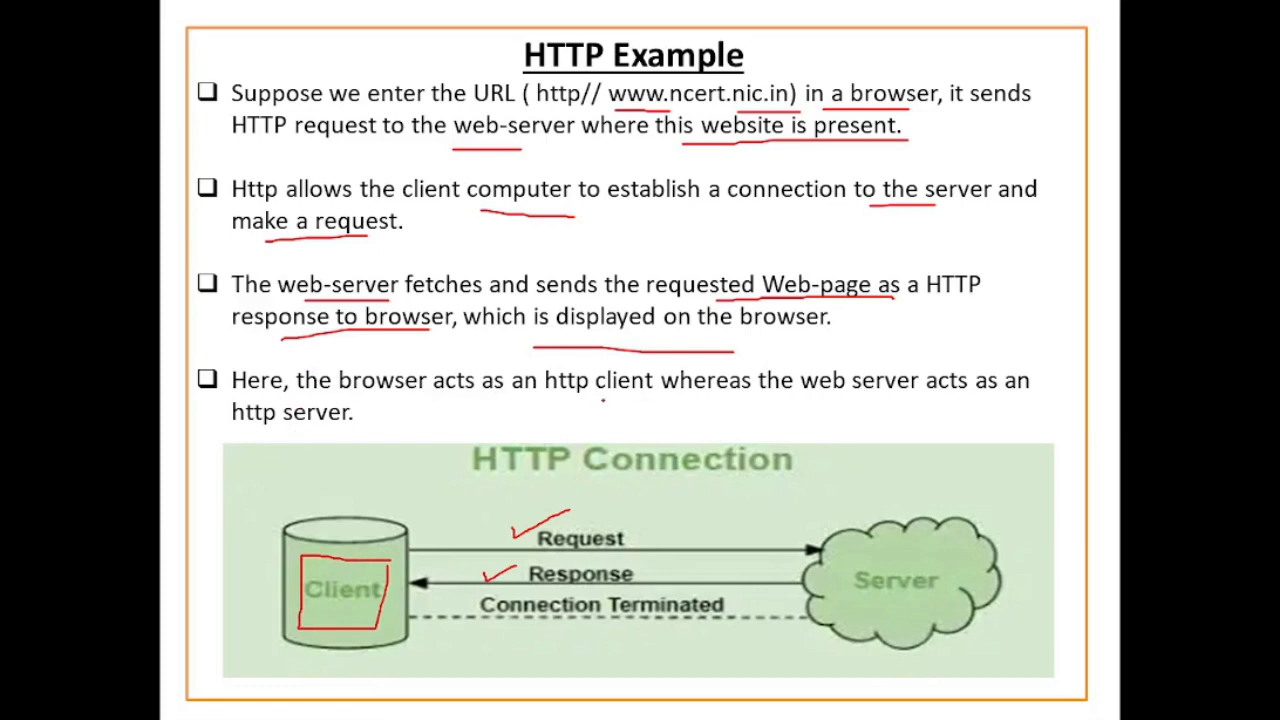 HTTP Example
❑ Suppose we enter the URL ( http// www.ncert.nic.in) in a browser, it sends
HTTP request to the web-server where this website is present.
❑ Http allows the client computer to establish a connection to the server and
make a request.
❑ The web-server fetches and sends the requested Web-page as a HTTP
response to browser, which is displayed on the browser.
❑ Here, the browser acts as an http client whereas the web server acts as an
http server.
HTTP Connection
Request
Response
Client
Server
Connection Terminated